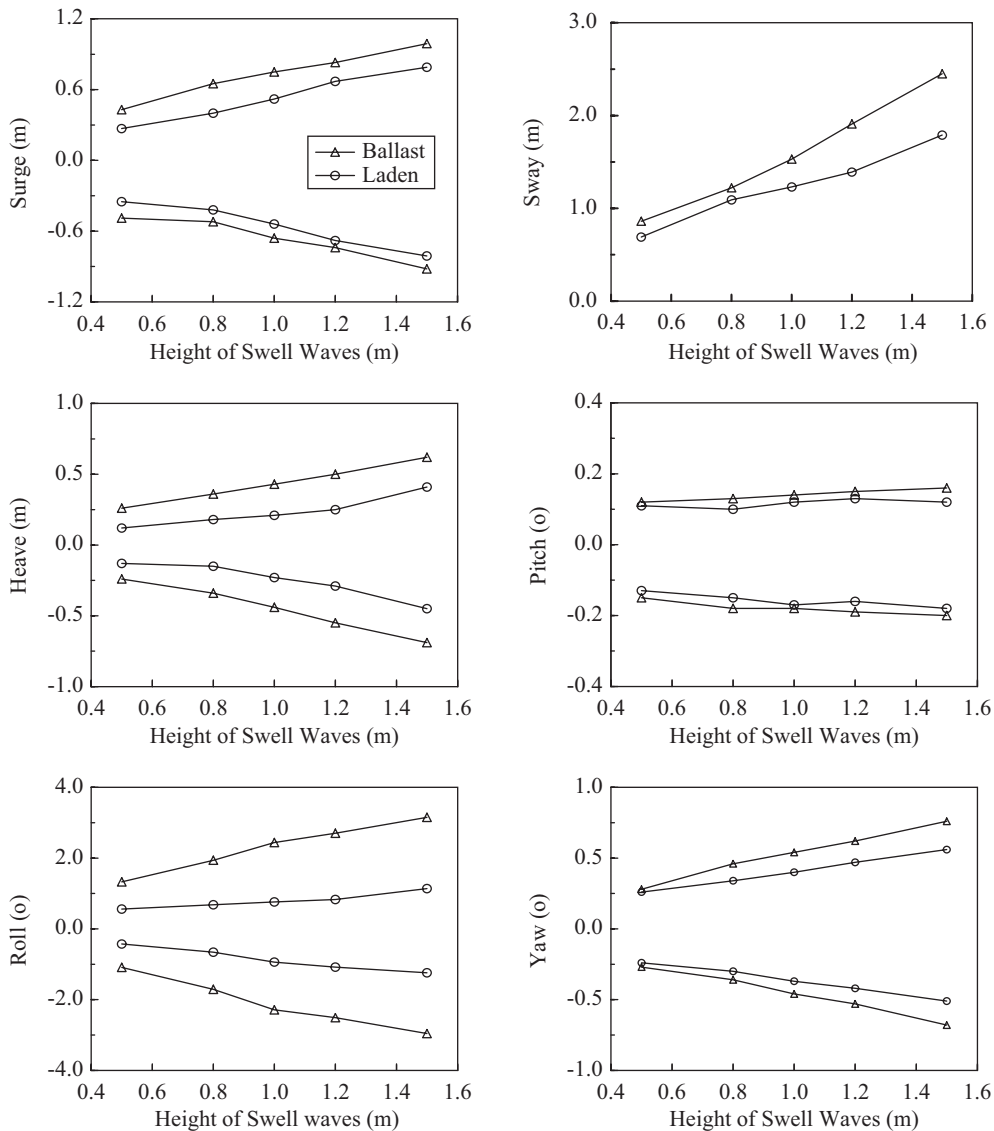 1.2
0.6
0.0
-0.6
-1.2
Surge (m)
Ballast
Laden
0.4 0.6 0.8 1.0 1.2 1.4 1.6
Height of Swell Waves (m)
3.0
2.0
1.0
0.0
Sway (m)
0.4 0.6 0.8 1.0 1.2 1.4 1.6
Height of Swell Waves (m)
1.0
0.5
0.0
-0.5
-1.0
Heave (m)
0.4 0.6 0.8 1.0 1.2 1.4 1.6
Height of Swell Waves (m)
0.4
0.2
0.0
-0.2
-0.4
Pitch (o)
0.4 0.6 0.8 1.0 1.2 1.4 1.6
Height of Swell Waves (m)
4.0
2.0
0.0
-2.0
-4.0
Roll (o)
0.4 0.6 0.8 1.0 1.2 1.4 1.6
Height of Swell waves (m)
1.0
0.5
0.0
-0.5
-1.0
Yaw (o)
0.4 0.6 0.8 1.0 1.2 1.4 1.6
Height of Swell Waves (m)